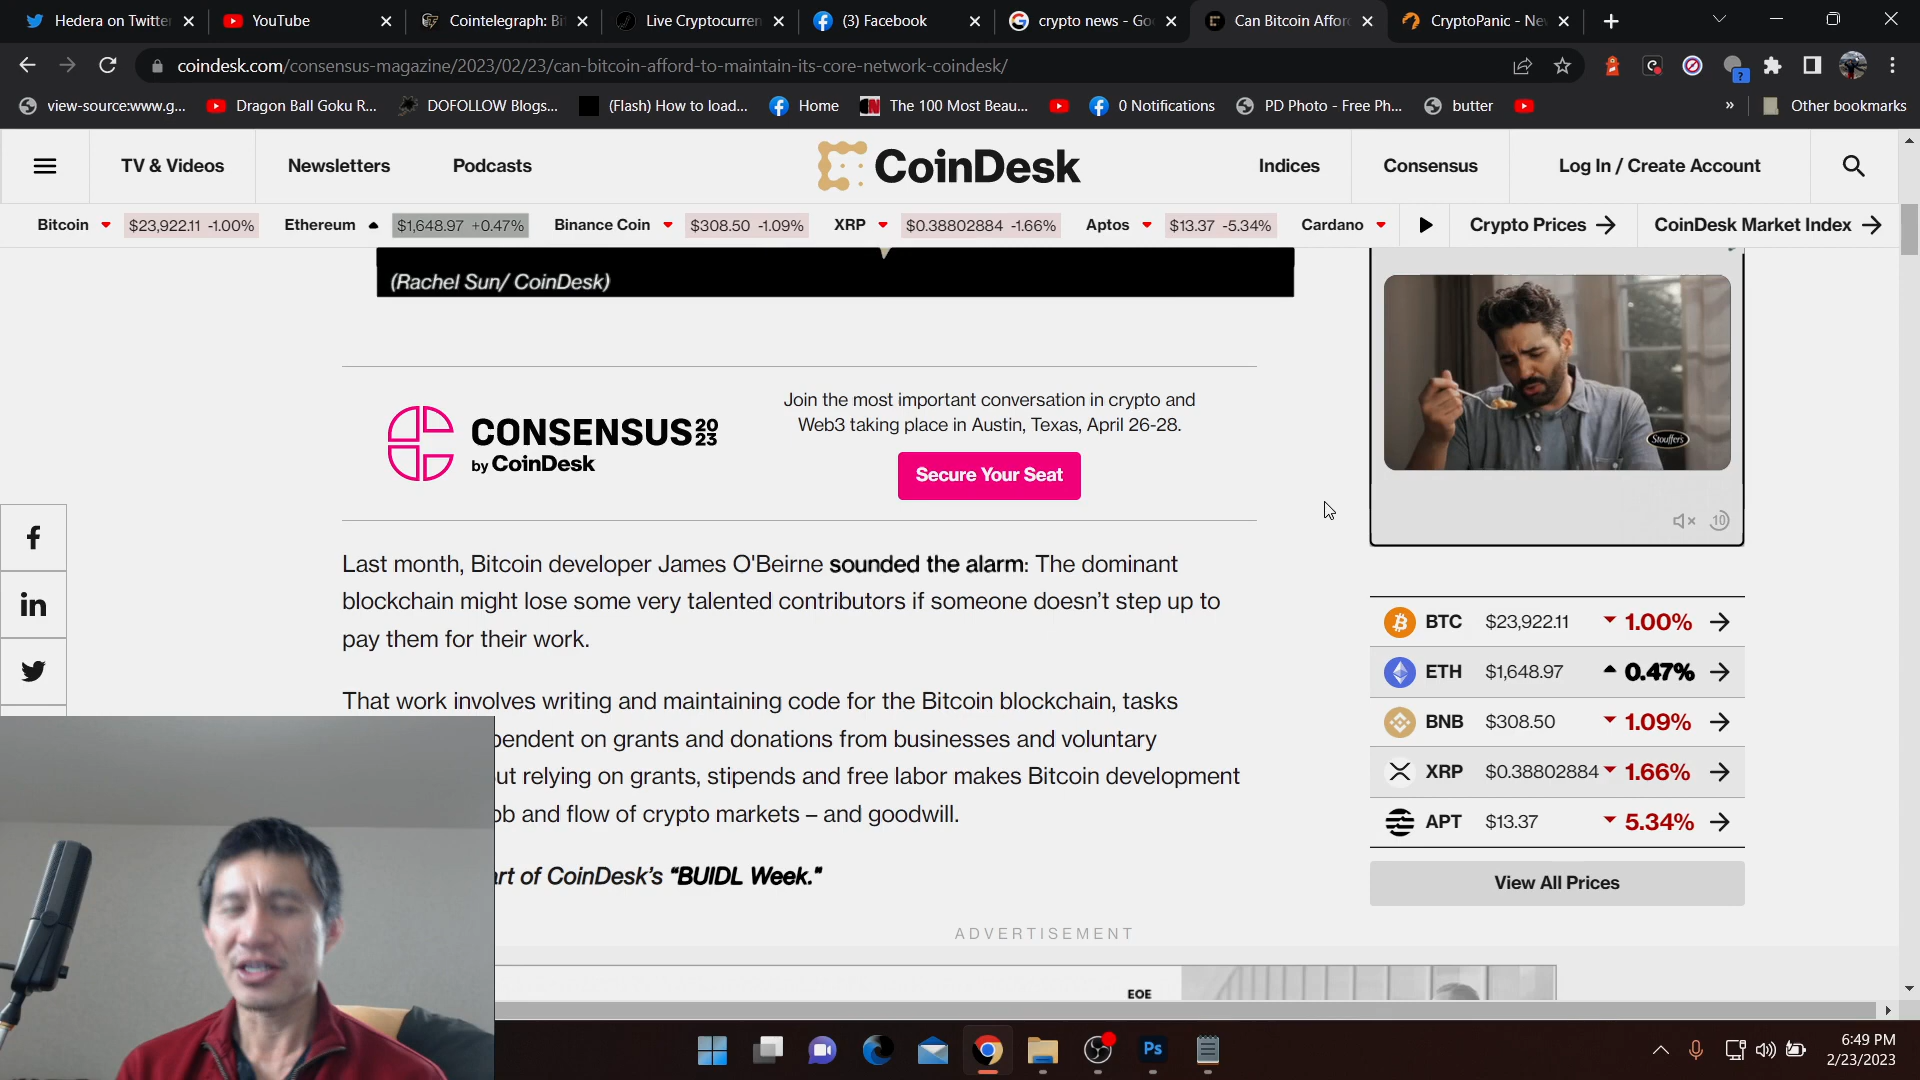 Hedera on Twitte
YouTube
Cointelegraph: Bi
Live Cryptocurren
(3) Facebook
crypto news - Go
Can Bitcoin Affor
CryptoPanic - Ne
coindesk.com/consensus-magazine/2023/02/23/can-bitcoin-afford-to-maintain-its-core-network-coindesk/
view-source:www.g...
Dragon Ball Goku R...
DOFOLLOW Blogs...
(Flash) How to load...
Home
The 100 Most Beau...
0 Notifications
PD Photo - Free Ph...
butter
»
Other bookmarks
TV & Videos
Newsletters
Podcasts
CoinDesk
Indices
Consensus
Log In / Create Account
Bitcoin $23,922.11 -1.00%
Ethereum $1,648.97 +0.47%
Binance Coin $308.50 -1.09%
XRP $0.38802884 -1.66%
Aptos $13.37 -5.34%
Cardano
Crypto Prices
CoinDesk Market Index
(Rachel Sun/ CoinDesk)
CONSENSUS 2023
by CoinDesk
Join the most important conversation in crypto and
Web3 taking place in Austin, Texas, April 26-28.
Secure Your Seat
Stouffer's
10
f
in
Last month, Bitcoin developer James O'Beirne sounded the alarm: The dominant
blockchain might lose some very talented contributors if someone doesn't step up to
pay them for their work.
That work involves writing and maintaining code for the Bitcoin blockchain, tasks
pendent on grants and donations from businesses and voluntary
ut relying on grants, stipends and free labor makes Bitcoin development
bb and flow of crypto markets – and goodwill.
rt of CoinDesk's "BUIDL Week."
BTC $23,922.11 1.00%
ETH $1,648.97 0.47%
BNB $308.50 1.09%
XRP $0.38802884 1.66%
APT $13.37 5.34%
View All Prices
ADVERTISEMENT
EOE
Ps
6:49 PM
2/23/2023